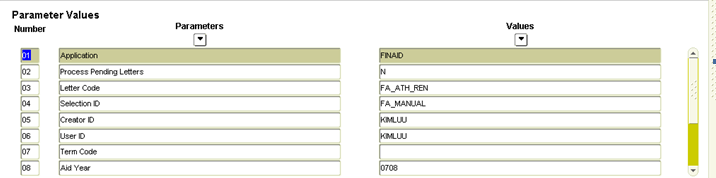 Parameter Values
Number Parameters Values
01 Application FINAID
02 Process Pending Letters N
03 Letter Code FA_ATH_REN
04 Selection ID FA_MANUAL
05 Creator ID KIMLUU
06 User ID KIMLUU
07 Term Code
08 Aid Year 0708